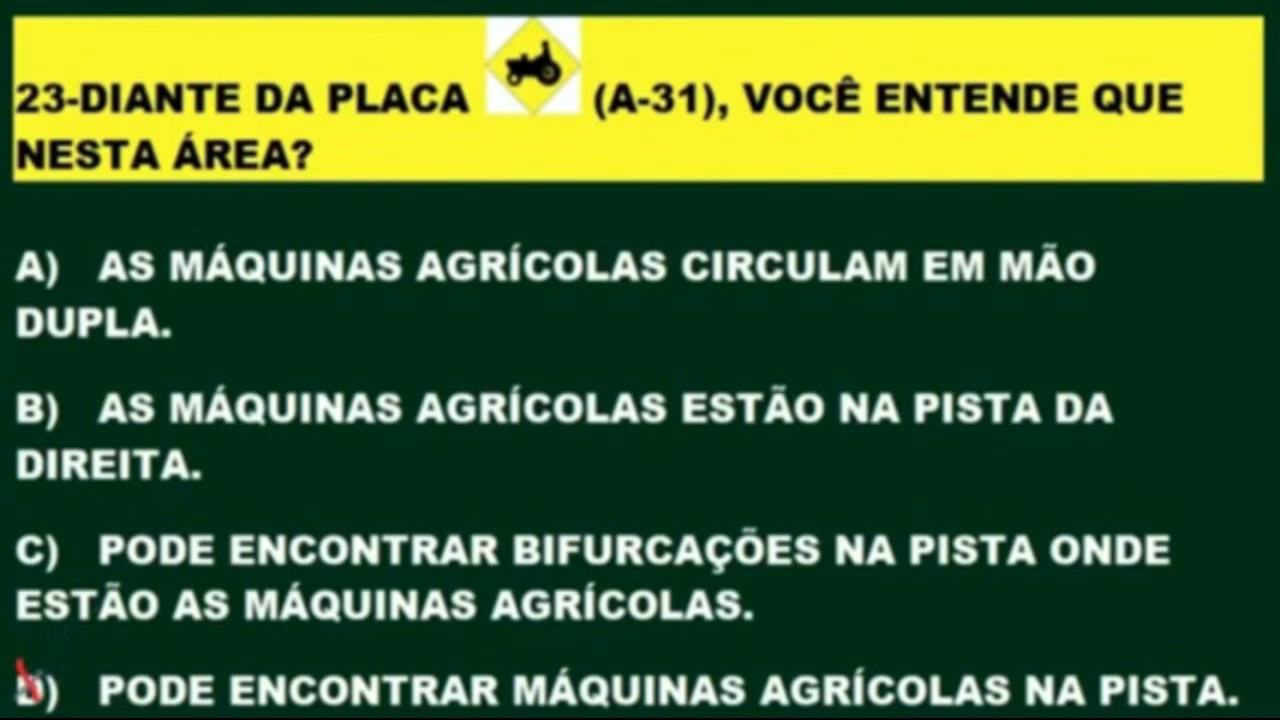 23-DIANTE DA PLACA (A-31), VOCÊ ENTENDE QUE
NESTA ÁREA?
A) AS MÁQUINAS AGRÍCOLAS CIRCULAM EM MÃO
DUPLA.
B) AS MÁQUINAS AGRÍCOLAS ESTÃO NA PISTA DA
DIREITA.
C) PODE ENCONTRAR BIFURCAÇÕES NA PISTA ONDE
ESTÃO AS MÁQUINAS AGRÍCOLAS.
D) PODE ENCONTRAR MÁQUINAS AGRÍCOLAS NA PISTA.